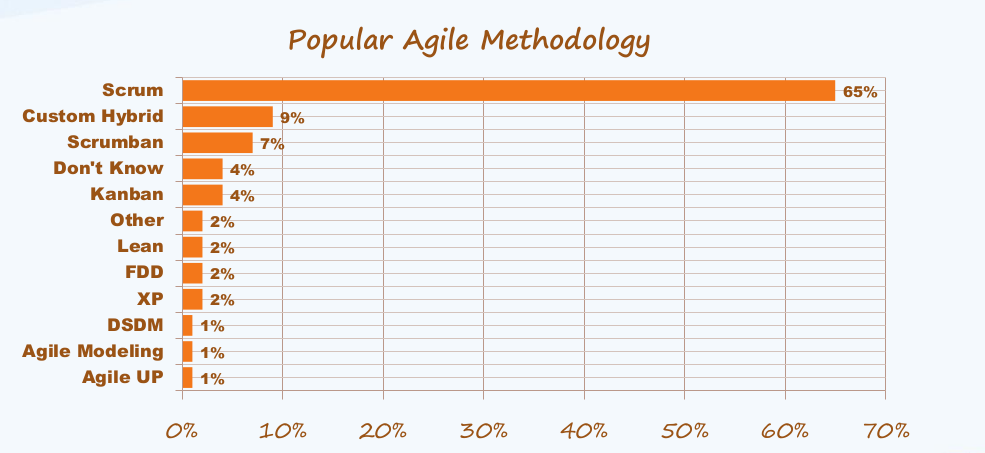 Popular Agile Methodology
Scrum 65%
Custom Hybrid 9%
Scrumban 7%
Don't Know 4%
Kanban 4%
Other 2%
Lean 2%
FDD 2%
XP 2%
DSDM 1%
Agile Modeling 1%
Agile UP 1%
0% 10% 20% 30% 40% 50% 60% 70%